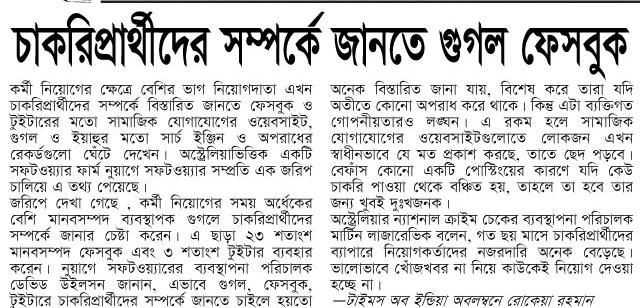 চাকরিপ্রার্থীদের সম্পর্কে জানতে গুগল ফেসবুক
কর্মী নিয়োগের ক্ষেত্রে বেশির ভাগ নিয়োগদাতা এখন
চাকরিপ্রার্থীদের সম্পর্কে বিস্তারিত জানতে ফেসবুক ও
টুইটারের মতো সামাজিক যোগাযোগের ওয়েবসাইট,
গুগল ও ইয়াহুর মতো সার্চ ইঞ্জিন ও অপরাধের
রেকর্ডগুলো ঘেঁটে দেখেন। অস্ট্রেলিয়াভিত্তিক একটি
সফটওয়্যার ফার্ম নুয়াগে সফটওয়্যার সম্প্রতি এক জরিপ
চালিয়ে এ তথ্য পেয়েছে।
জরিপে দেখা গেছে , কর্মী নিয়োগের সময় অর্ধেকের
বেশি মানবসম্পদ ব্যবস্থাপক গুগলে চাকরিপ্রার্থীদের
সম্পর্কে জানার চেষ্টা করেন। এ ছাড়া ২৩ শতাংশ
মানবসম্পদ ফেসবুক এবং ৩ শতাংশ টুইটার ব্যবহার
করেন। নুয়াগে সফটওয়্যারের ব্যবস্থাপনা পরিচালক
ডেভিড উইলসন জানান, এভাবে গুগল, ফেসবুক,
টুইটারে চাকরিপ্রার্থীদের সম্পর্কে জানতে চাইলে হয়তো
অনেক বিস্তারিত জানা যায়, বিশেষ করে তারা যদি
অতীতে কোনো অপরাধ করে থাকে। কিন্তু এটা ব্যক্তিগত
গোপনীয়তারও লঙ্ঘন। এ রকম হলে সামাজিক
যোগাযোগের ওয়েবসাইটগুলোতে লোকজন এখন
স্বাধীনভাবে যে মত প্রকাশ করছে, তাতে ছেদ পড়বে।
বেফাঁস কোনো একটি পোস্টিংয়ের কারণে যদি কেউ
চাকরি পাওয়া থেকে বঞ্চিত হয়, তাহলে তা হবে তার
জন্য খুবই দুঃখজনক।
অস্ট্রেলিয়ার ন্যাশনাল ক্রাইম চেকের ব্যবস্থাপনা পরিচালক
মার্টিন লাজারেভিক বলেন, গত ছয় মাসে চাকরিপ্রার্থীদের
ব্যাপারে নিয়োগকর্তাদের নজরদারি অনেক বেড়েছে।
ভালোভাবে খোঁজখবর না নিয়ে কাউকেই নিয়োগ দেওয়া
হচ্ছে না।
—টাইমস অব ইন্ডিয়া অবলম্বনে রোকেয়া রহমান